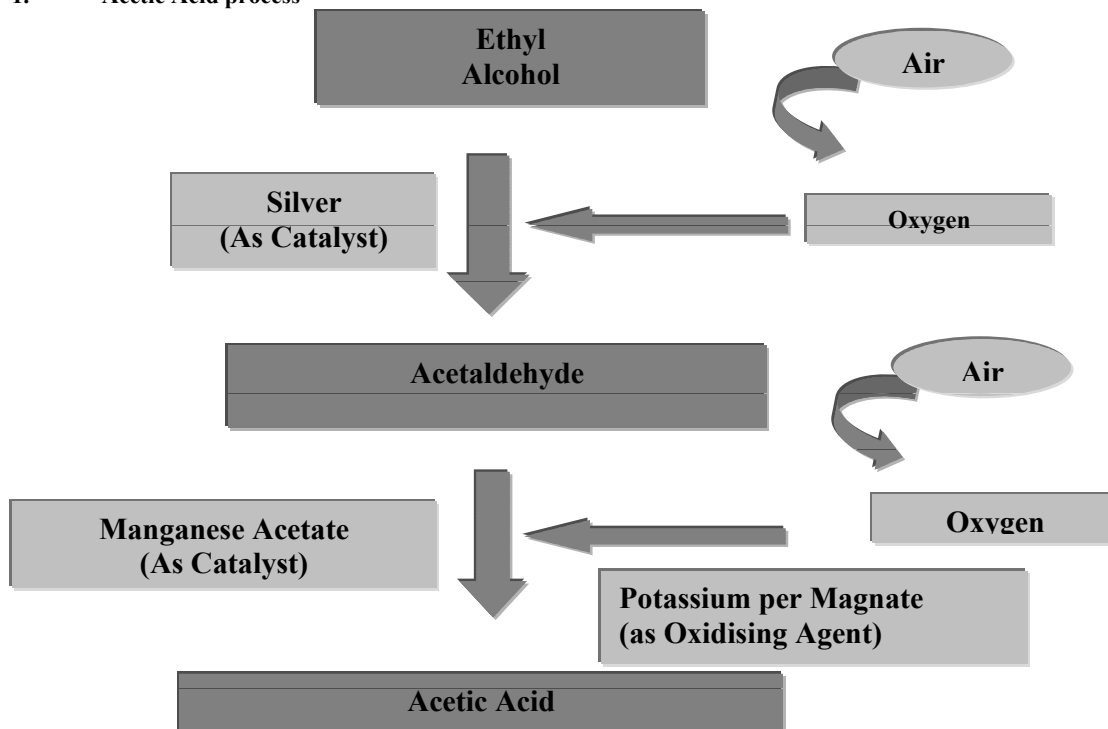 1. Acetic Acid process
Ethyl
Alcohol
Air
Silver
(As Catalyst)
Oxygen
Acetaldehyde
Air
Manganese Acetate
(As Catalyst)
Oxygen
Potassium per Magnate
(as Oxidising Agent)
Acetic Acid